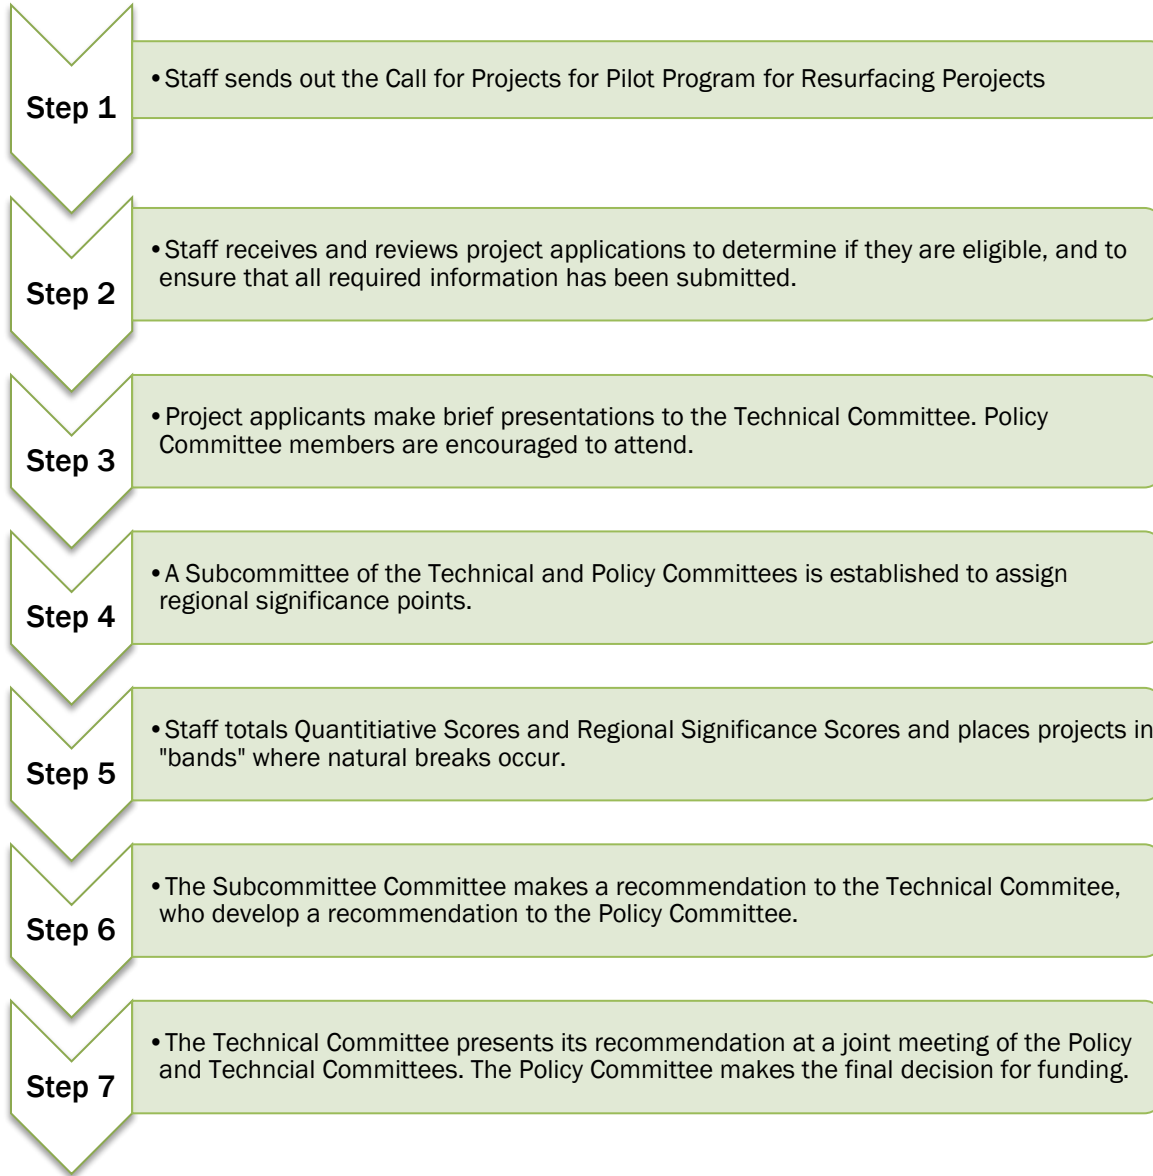 Step 1
•Staff sends out the Call for Projects for Pilot Program for Resurfacing Perojects
Step 2
•Staff receives and reviews project applications to determine if they are eligible, and to
ensure that all required information has been submitted.
Step 3
•Project applicants make brief presentations to the Technical Committee. Policy
Committee members are encouraged to attend.
Step 4
•A Subcommittee of the Technical and Policy Committees is established to assign
regional significance points.
Step 5
•Staff totals Quantitiative Scores and Regional Significance Scores and places projects in
"bands" where natural breaks occur.
Step 6
•The Subcommittee Committee makes a recommendation to the Technical Commitee,
who develop a recommendation to the Policy Committee.
Step 7
•The Technical Committee presents its recommendation at a joint meeting of the Policy
and Techncial Committees. The Policy Committee makes the final decision for funding.